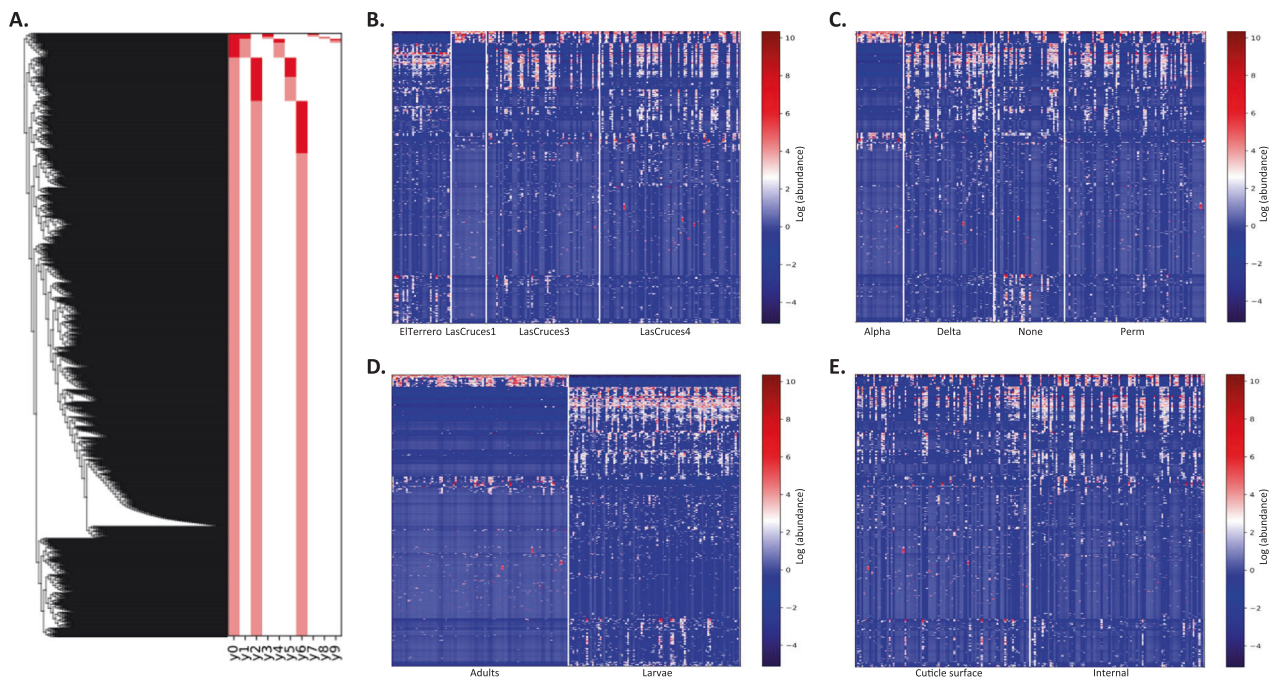 A.
y0
y1
y2
y3
y4
y5
y6
y7
y8
y9
B.
10
8
6
4
2
0
−2
−4
Log (abundance)
ElTerrero LasCruces1 LasCruces3 LasCruces4
C.
10
8
6
4
2
0
−2
−4
Log (abundance)
Alpha Delta None Perm
D.
10
8
6
4
2
0
−2
−4
Log (abundance)
Adults Larvae
E.
10
8
6
4
2
0
−2
−4
Log (abundance)
Cuticle surface Internal